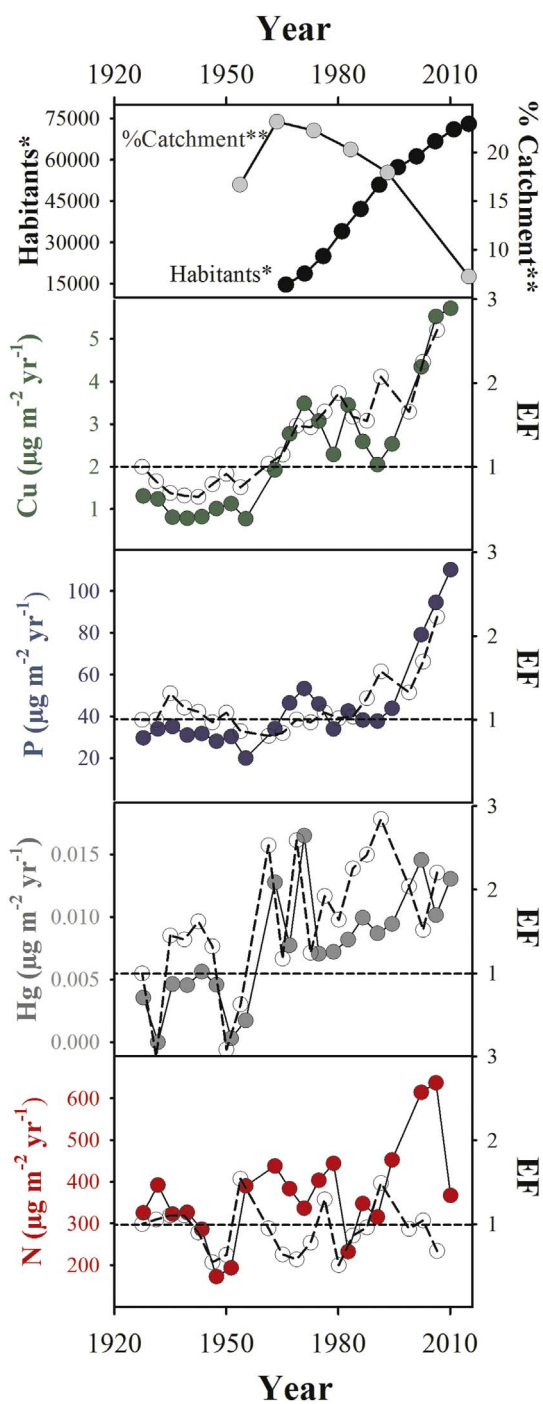 Year
1920 1950 1980 2010
Habitants*
75000
60000
45000
30000
15000
%Catchment**
Habitants*
20
15
10
% Catchment**
Cu (µg m⁻² yr⁻¹)
5
4
3
2
1
3
2
1
EF
P (µg m⁻² yr⁻¹)
100
80
60
40
20
3
2
1
EF
Hg (µg m⁻² yr⁻¹)
0.015
0.010
0.005
0.000
3
2
1
EF
N (µg m⁻² yr⁻¹)
600
500
400
300
200
3
2
1
EF
1920 1950 1980 2010
Year